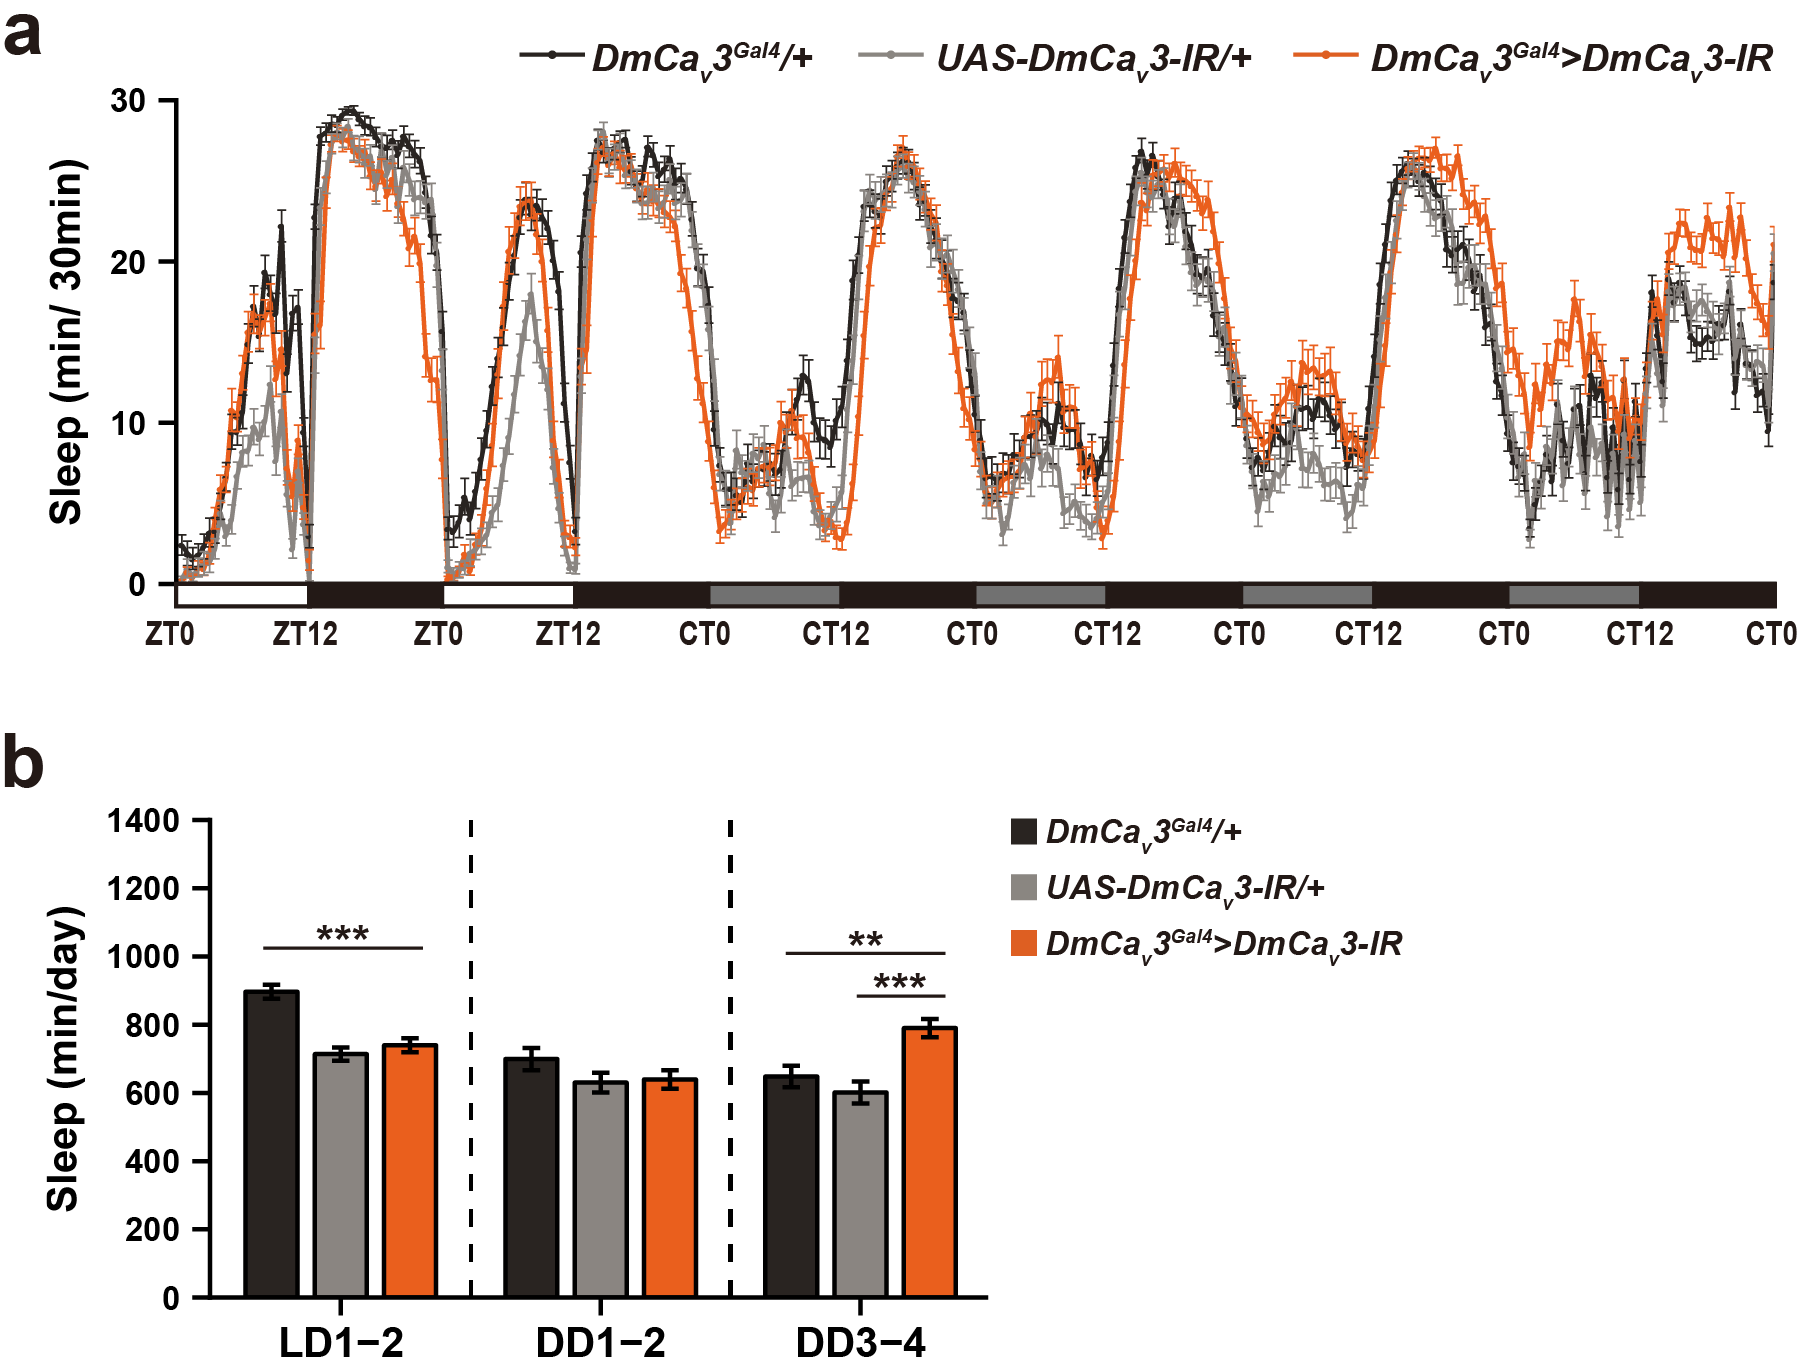 a
DmCav3Gal4/+ UAS-DmCav3-IR/+ DmCav3Gal4>DmCav3-IR
Sleep (min/ 30min)
30
20
10
0
ZT0 ZT12 ZT0 ZT12 CT0 CT12 CT0 CT12 CT0 CT12 CT0 CT12 CT0
b
Sleep (min/day)
1400
1200
1000
800
600
400
200
0
***
**
***
LD1−2 DD1−2 DD3−4
DmCav3Gal4/+
UAS-DmCav3-IR/+
DmCav3Gal4>DmCav3-IR